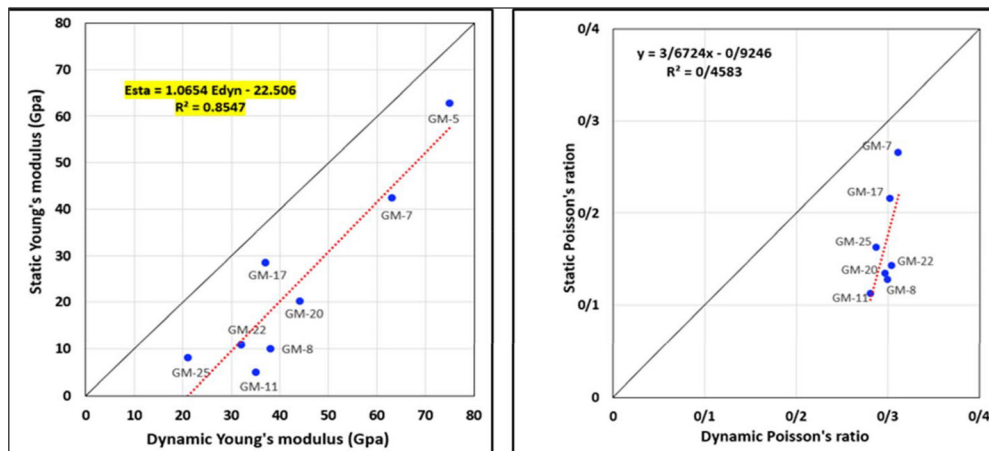 80
70
60
50
40
30
20
10
0
Static Young's modulus (Gpa)
Esta = 1.0654 Edyn - 22.506
R² = 0.8547
GM-5
GM-7
GM-17
GM-20
GM-22
GM-8
GM-25
GM-11
0 10 20 30 40 50 60 70 80
Dynamic Young's modulus (Gpa)
0/4
0/3
0/2
0/1
0
Static Poisson's ration
y = 3/6724x - 0/9246
R² = 0/4583
GM-7
GM-17
GM-25
GM-22
GM-20
GM-8
GM-11
0 0/1 0/2 0/3 0/4
Dynamic Poisson's ratio